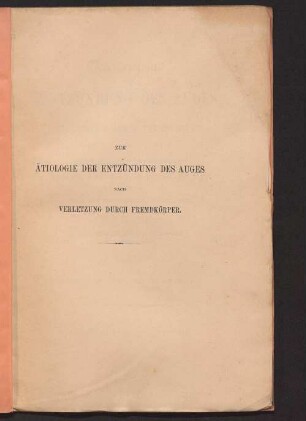 ZUR
ÄTIOLOGIE DER ENTZÜNDUNG DES AUGES
NACH
VERLETZUNG DURCH FREMDKÖRPER.